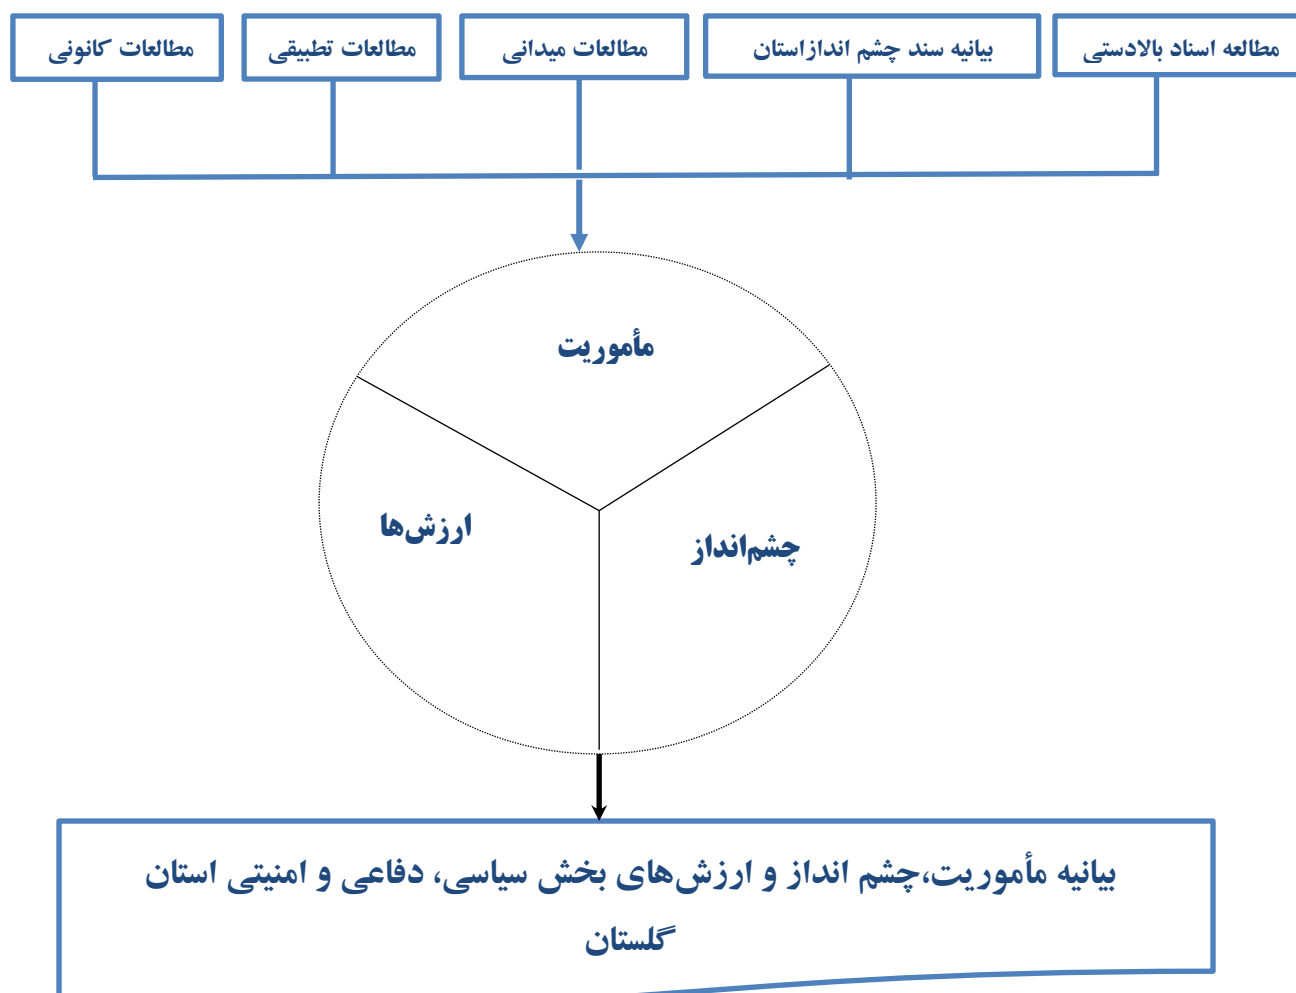 مطالعه اسناد بالادستی
بیانیه سند چشم اندازاستان
مطالعات میدانی
مطالعات تطبیقی
مطالعات کانونی
مأموریت
ارزش‌ها
چشم‌انداز
بیانیه مأموریت،چشم انداز و ارزش‌های بخش سیاسی، دفاعی و امنیتی استان
گلستان